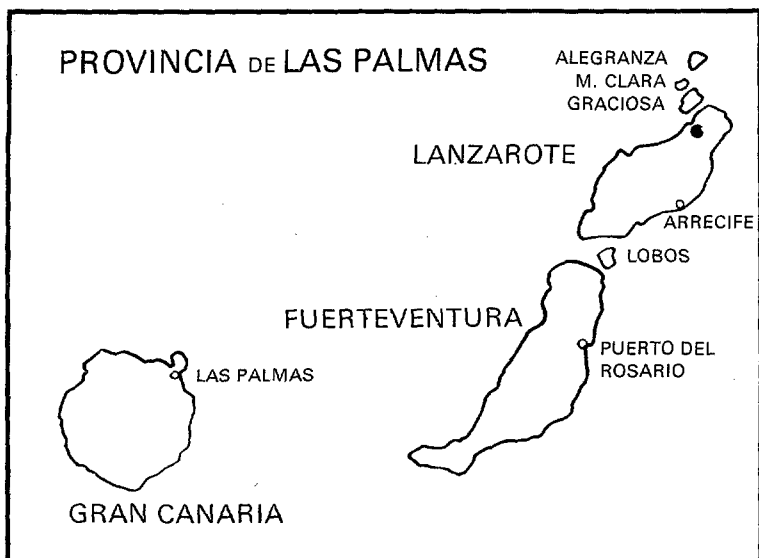 PROVINCIA DE LAS PALMAS
ALEGRANZA
M. CLARA
GRACIOSA
LANZAROTE
ARRECIFE
LOBOS
FUERTEVENTURA
PUERTO DEL
ROSARIO
LAS PALMAS
GRAN CANARIA